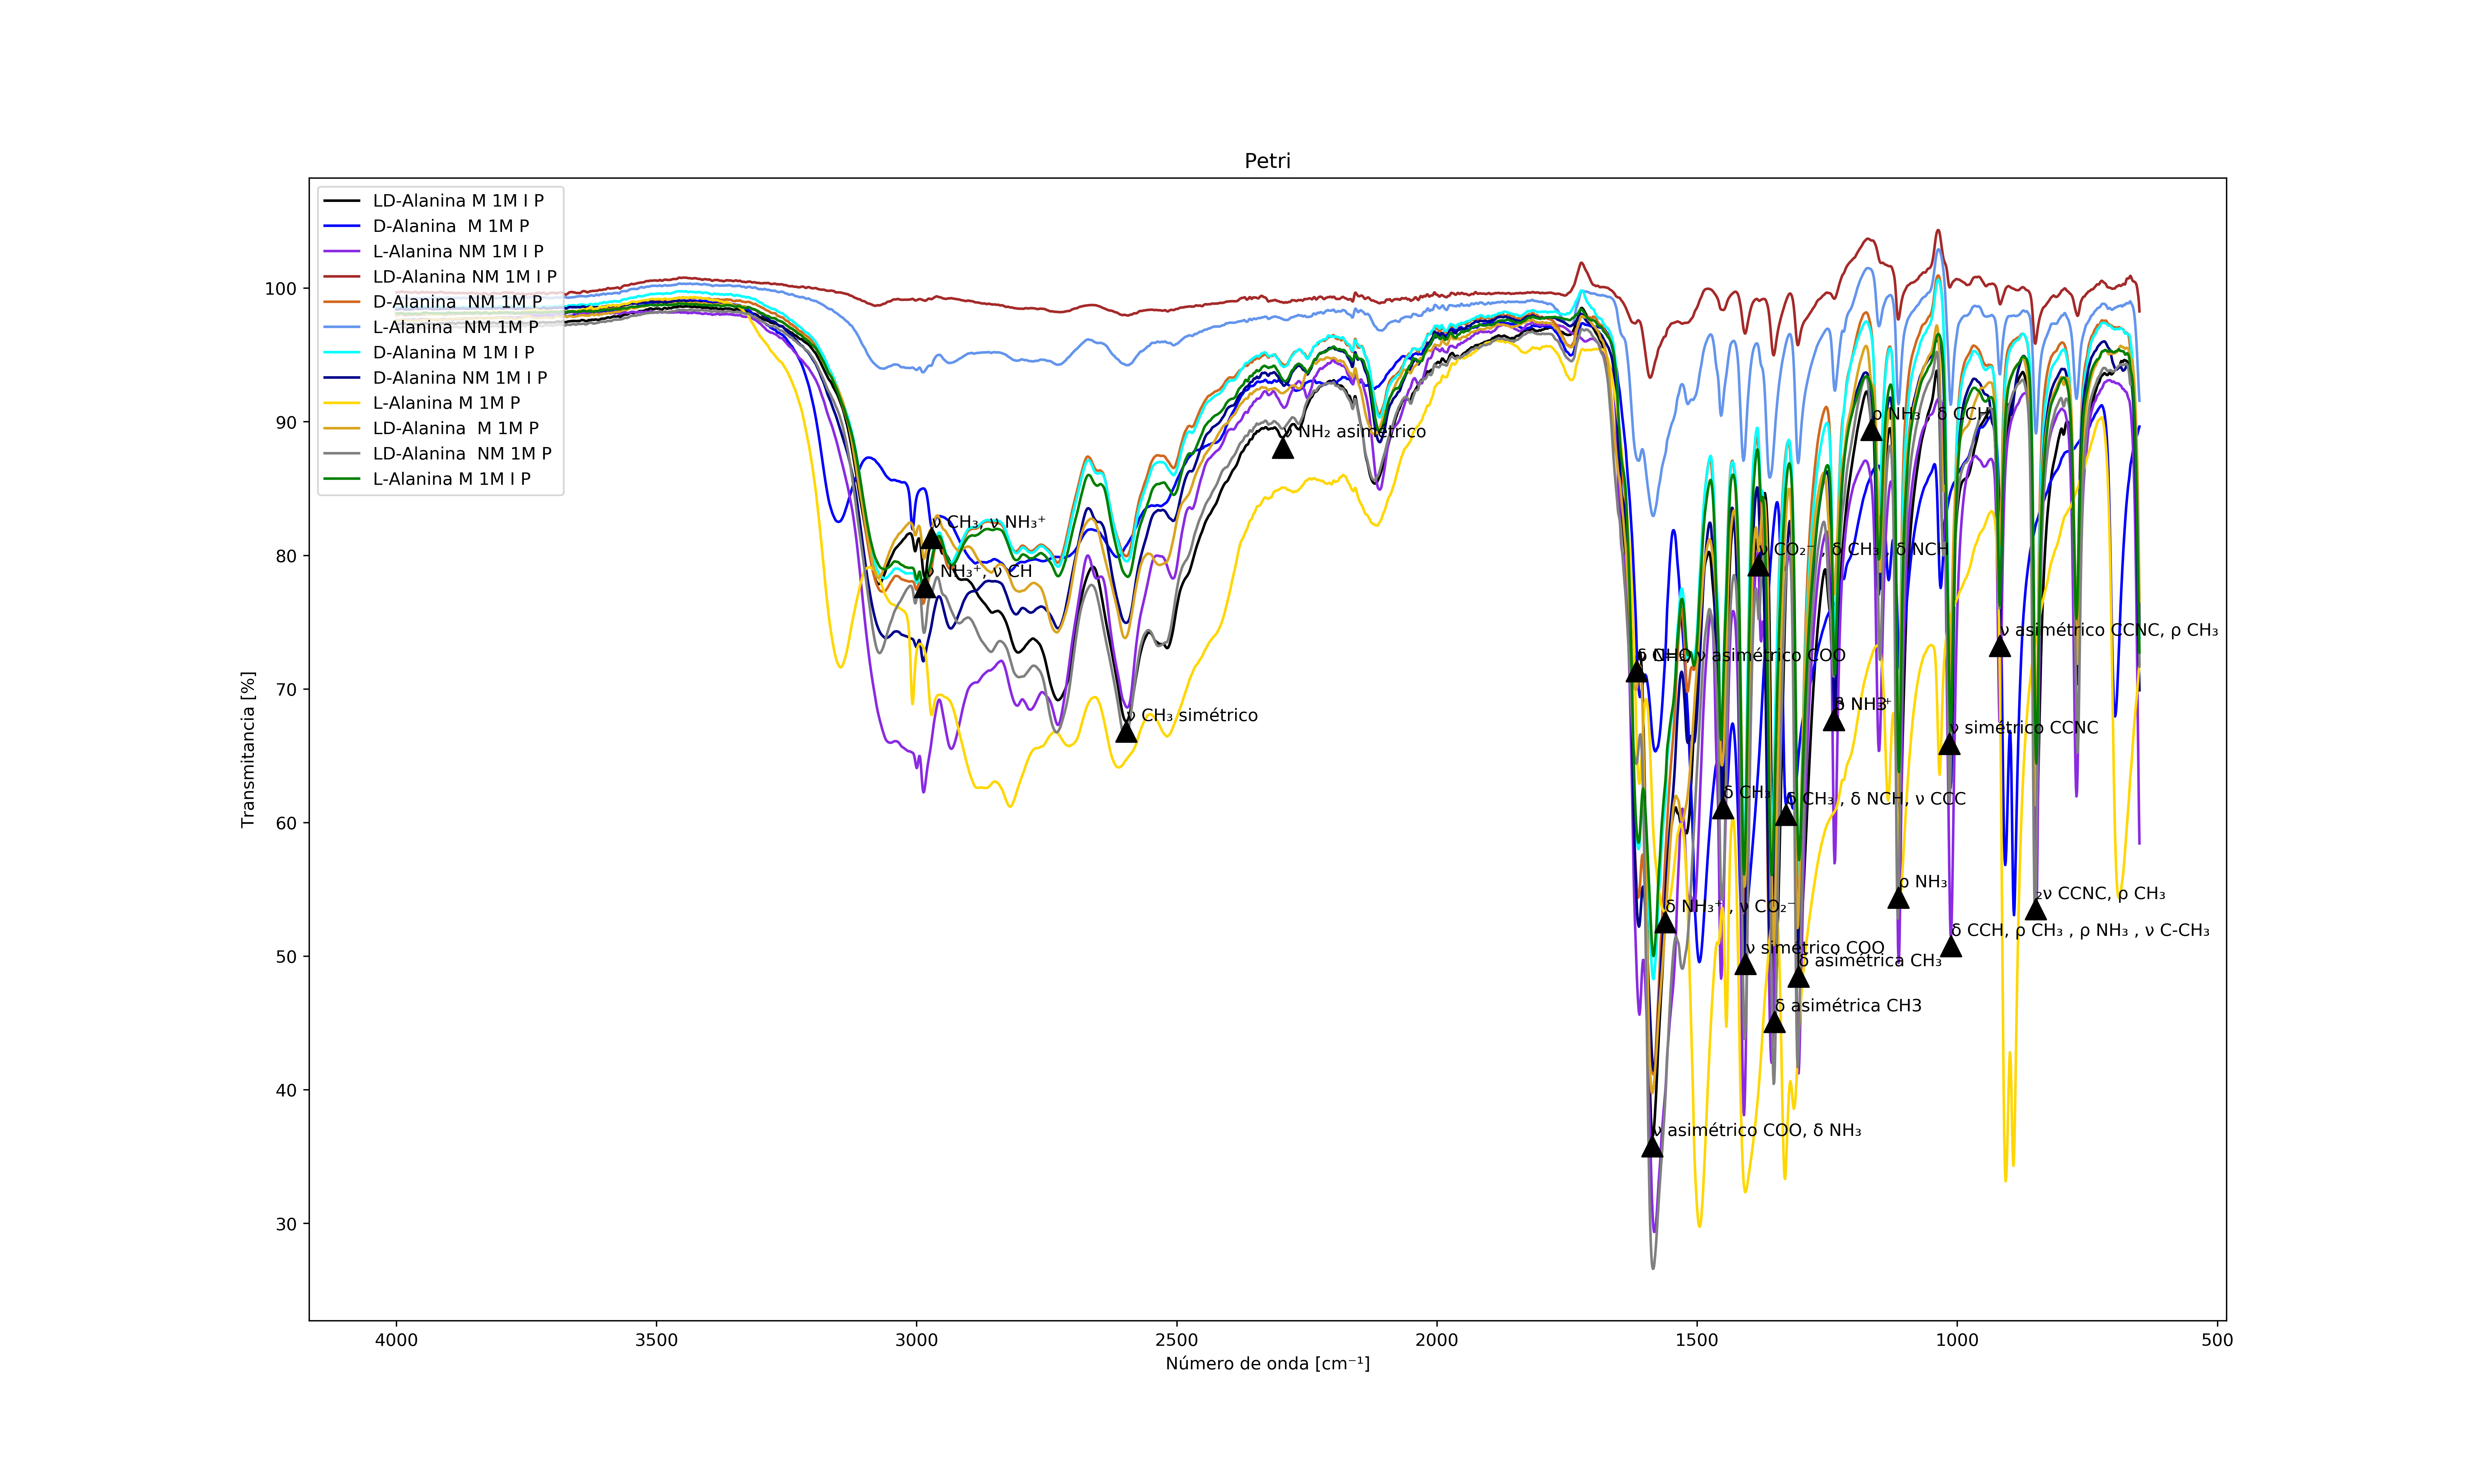 Petri
LD-Alanina M 1M I P
D-Alanina  M 1M P
L-Alanina NM 1M I P
LD-Alanina NM 1M I P
D-Alanina  NM 1M P
L-Alanina  NM 1M P
D-Alanina M 1M I P
D-Alanina NM 1M I P
L-Alanina M 1M P
LD-Alanina  M 1M P
LD-Alanina  NM 1M P
L-Alanina M 1M I P
Transmitancia [%]
100
90
80
70
60
50
40
30
ρ NH₃ , δ CCH
ν NH₂ asimétrico
ν CH₃, ν NH₃⁺
ν CO₂⁻ , δ CH₃ , δ NCH
ν NH₃⁺, ν CH
ν asimétrico CCNC, ρ CH₃
ν asimétrico COO
ν CH₃ simétrico
ν simétrico CCNC
δ CH₃
δ CH₃ , δ NCH, ν CCC
ρ NH₃
₂ν CCNC, ρ CH₃
δ NH₃⁺ , ν CO₂⁻
δ CCH, ρ CH₃ , ρ NH₃ , ν C-CH₃
ν simétrico COO
δ asimétrica CH₃
δ asimétrica CH3
ν asimétrico COO, δ NH₃
4000
3500
3000
2500
2000
1500
1000
500
Número de onda [cm⁻¹]